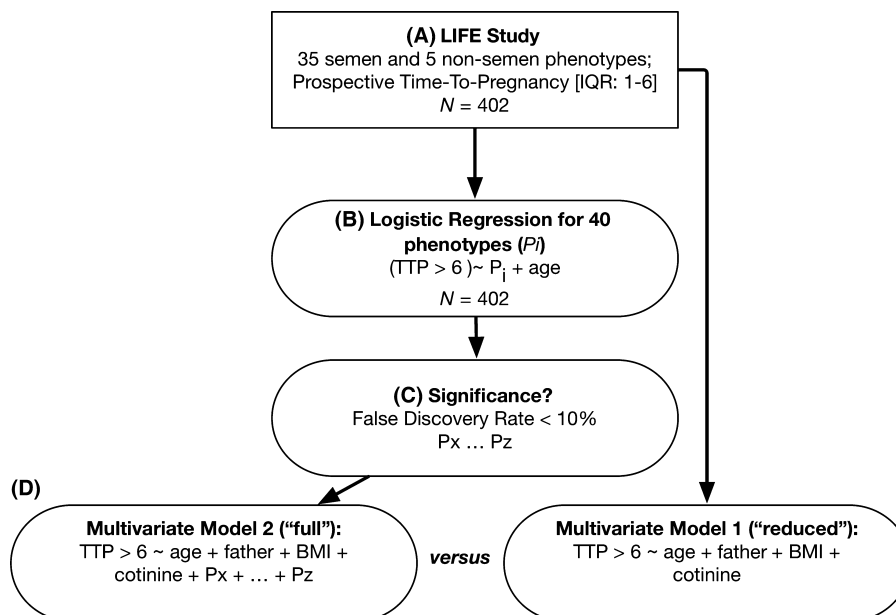 (A) LIFE Study
35 semen and 5 non-semen phenotypes;
Prospective Time-To-Pregnancy [IQR: 1-6]
N = 402
(B) Logistic Regression for 40
phenotypes (Pi)
(TTP > 6 )~ Pi + age
N = 402
(C) Significance?
False Discovery Rate < 10%
Px … Pz
(D)
Multivariate Model 2 (“full”):
TTP > 6 ~ age + father + BMI +
cotinine + Px + … + Pz
versus
Multivariate Model 1 (“reduced”):
TTP > 6 ~ age + father + BMI +
cotinine